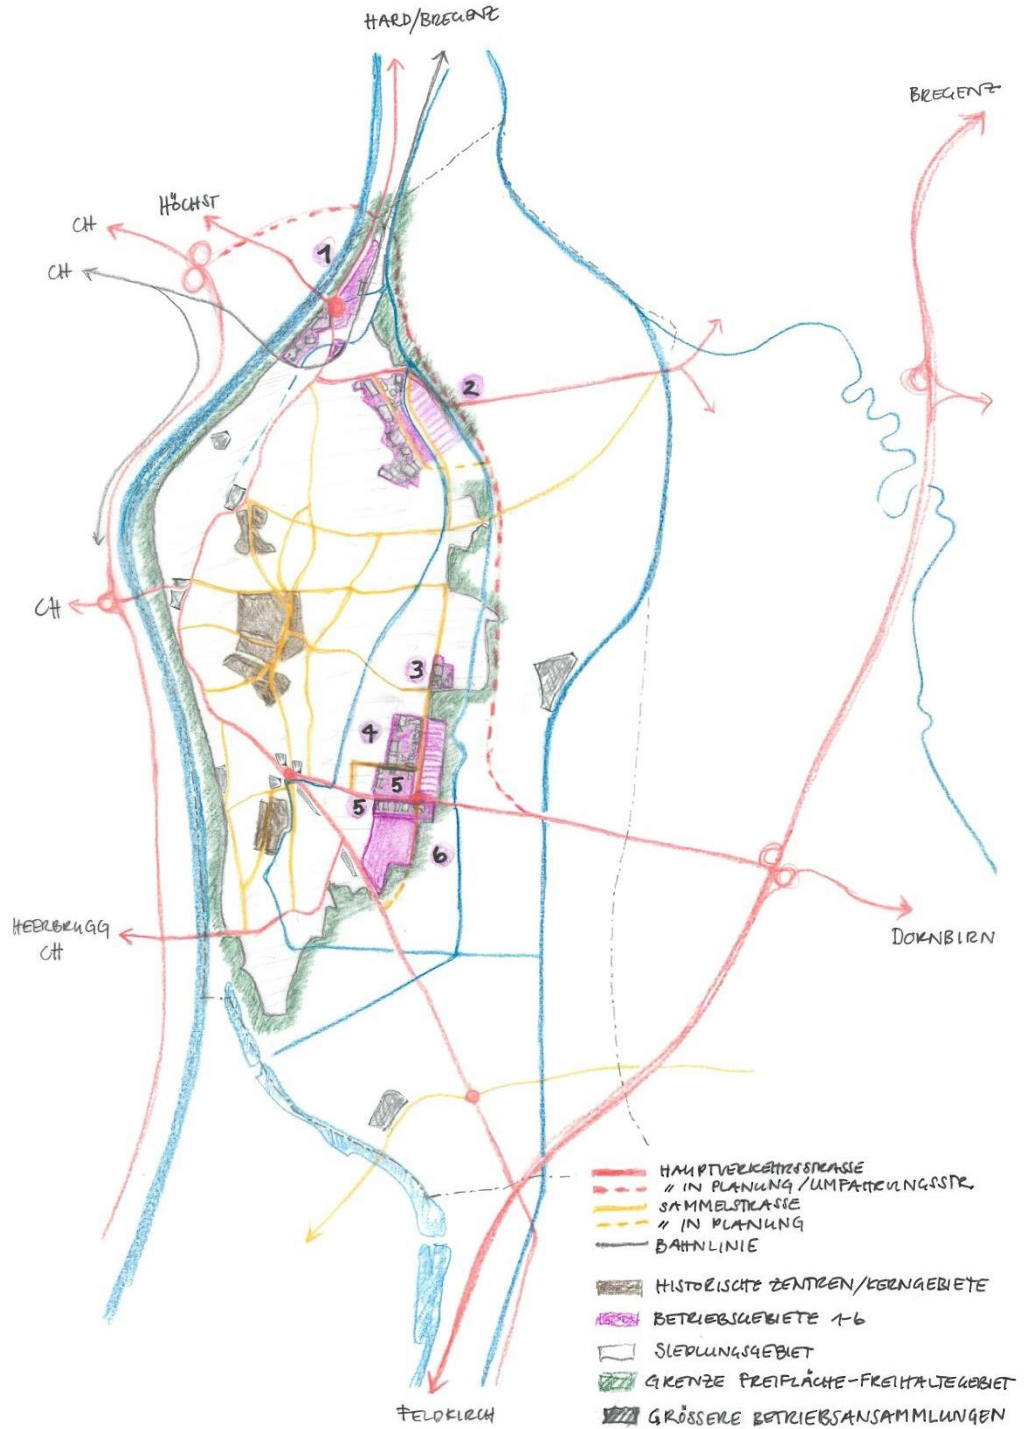 HARD/BREGENZ
BREGENZ
HÖCHST
CH
CH
1
2
CH
3
4
5
5
6
HEERBRUGG
CH
DORNBIRN
FELDKIRCH
HAUPTVERKEHRSSTRASSE
" IN PLANUNG/UMFAHRUNGSSTR.
SAMMELSTRASSE
" IN PLANUNG
BAHNLINIE
HISTORISCHE ZENTREN/KERNGEBIETE
BETRIEBSGEBIETE 1-6
SIEDLUNGSGEBIET
GRENZE FREIFLÄCHE-FREIHALTEGEBIET
GRÖSSERE BETRIEBSANSAMMLUNGEN